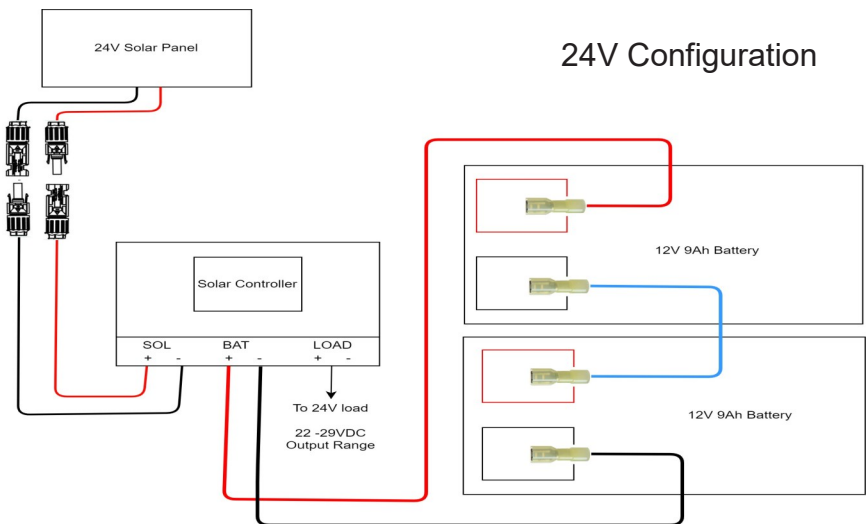 24V Solar Panel
24V Configuration
12V 9Ah Battery
Solar Controller
SOL BAT LOAD
+ - + - + -
To 24V load
22 -29VDC
Output Range
12V 9Ah Battery